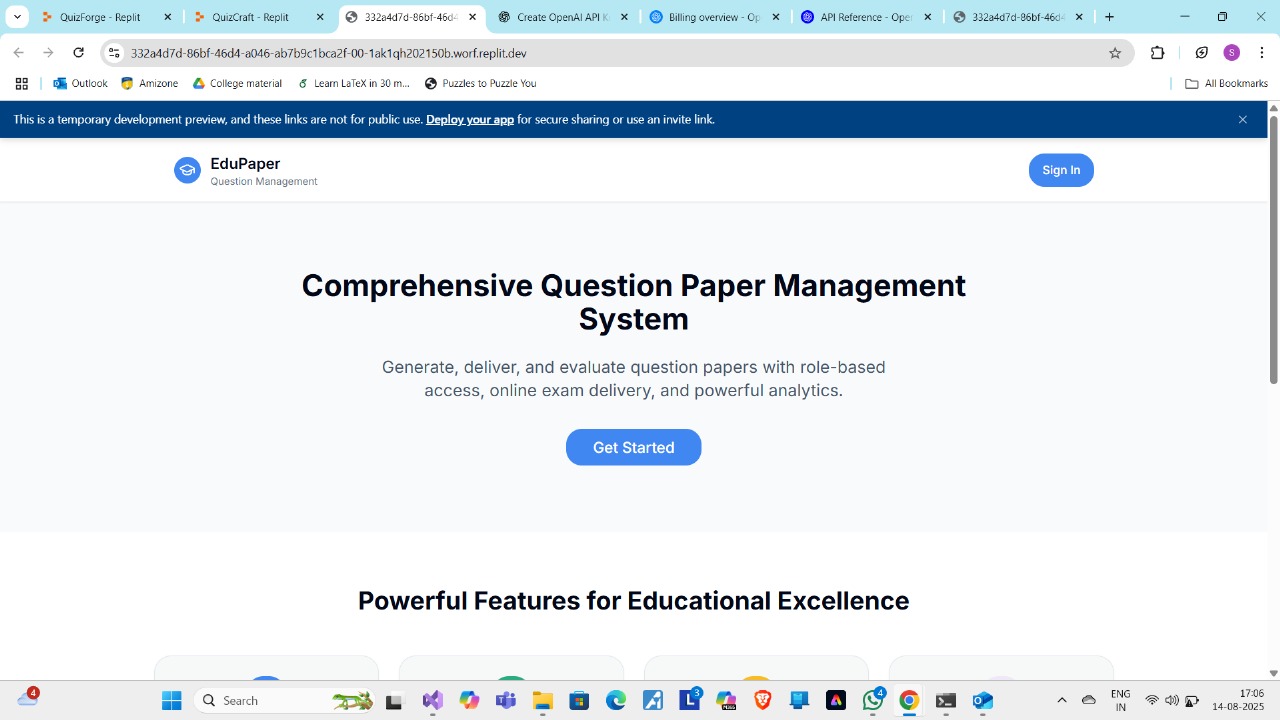 QuizForge - Replit
QuizCraft - Replit
332a4d7d-86bf-46d4
Create OpenAI API K
Billing overview - Op
API Reference - Open
332a4d7d-86bf-46d4
332a4d7d-86bf-46d4-a046-ab7b9c1bca2f-00-1ak1qh202150b.worf.replit.dev
S
Outlook
Amizone
College material
Learn LaTeX in 30 m...
Puzzles to Puzzle You
All Bookmarks
This is a temporary development preview, and these links are not for public use. Deploy your app for secure sharing or use an invite link.
EduPaper
Question Management
Sign In
Comprehensive Question Paper Management
System
Generate, deliver, and evaluate question papers with role-based
access, online exam delivery, and powerful analytics.
Get Started
Powerful Features for Educational Excellence
4
Search
L
3
M365
4
ENG
IN
17:06
14-08-2025